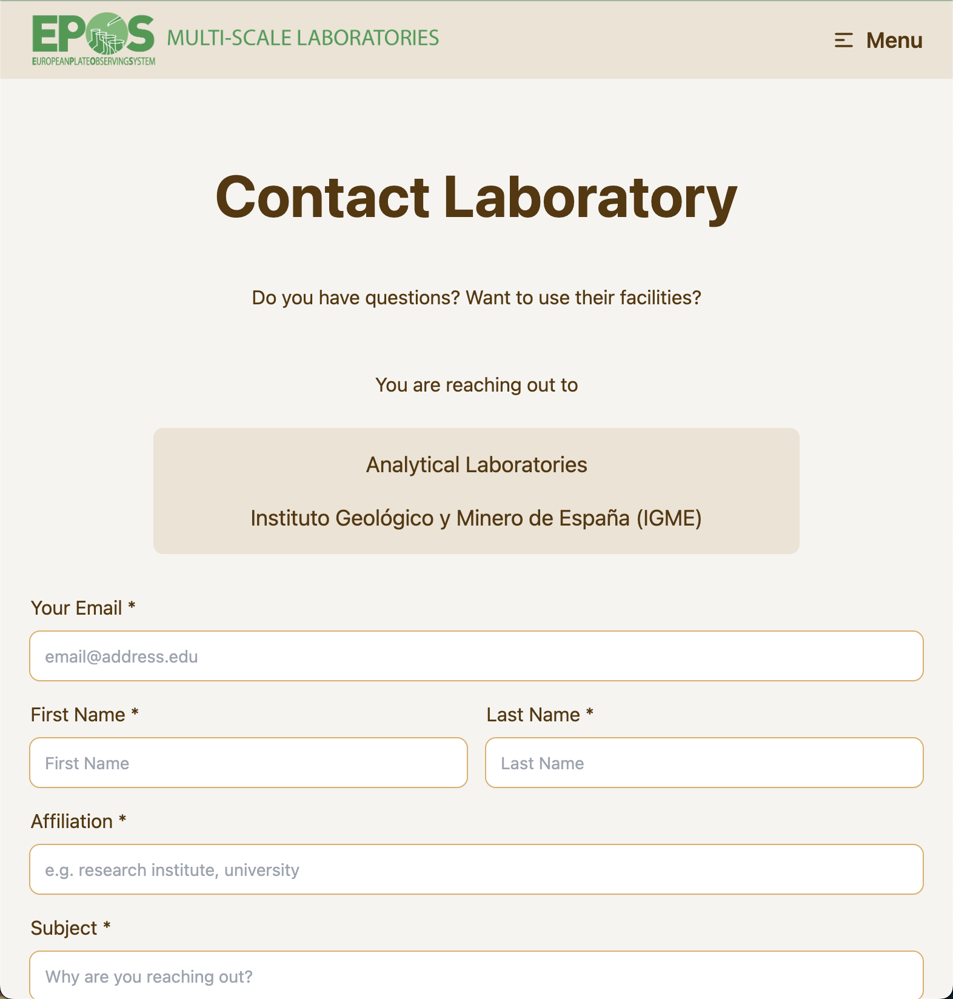 EPOS
EUROPEANPLATEOBSERVINGSYSTEM
MULTI-SCALE LABORATORIES
Menu
Contact Laboratory
Do you have questions? Want to use their facilities?
You are reaching out to
Analytical Laboratories
Instituto Geológico y Minero de España (IGME)
Your Email *
email@address.edu
First Name *
First Name
Last Name *
Last Name
Affiliation *
e.g. research institute, university
Subject *
Why are you reaching out?